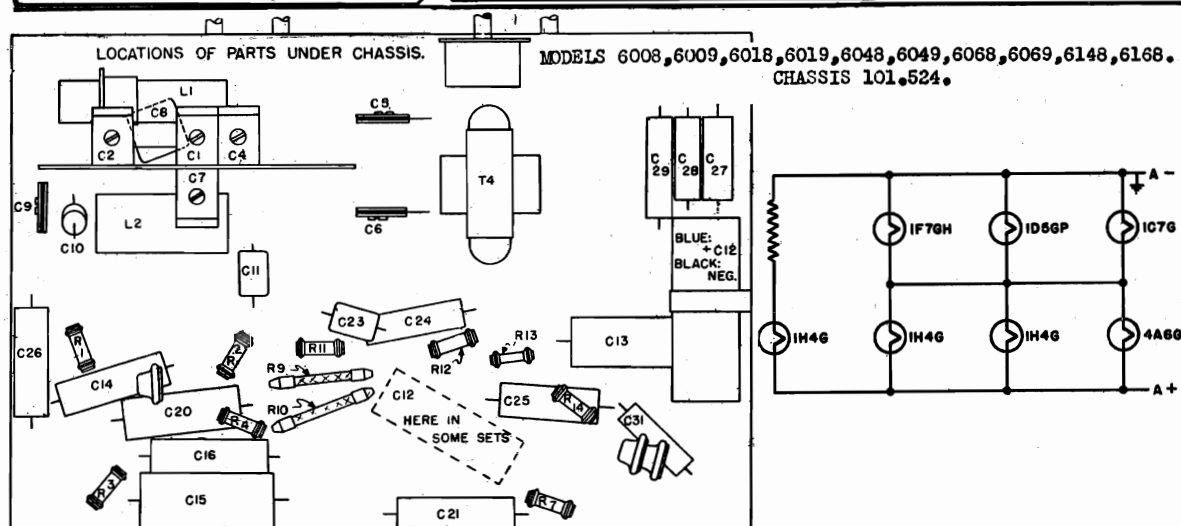 LOCATIONS OF PARTS UNDER CHASSIS.
MODELS 6008,6009,6018,6019,6048,6049,6068,6069,6148,6168.
CHASSIS 101.524.
L1
C8
C2
C1
C4
C7
C5
C9
C10
L2
C6
T4
C29
C28
C27
BLUE:
+C12
BLACK:
NEG.
C11
C26
R1
R2
C23
C24
R11
R12
R13
C13
R9
R10
C14
C20
R4
C12
HERE IN
SOME SETS
C25
R14
C31
C16
R3
C15
C21
R7
A-
1F7GH
1D5GP
1C7G
1H4G
1H4G
1H4G
4A6G
A+